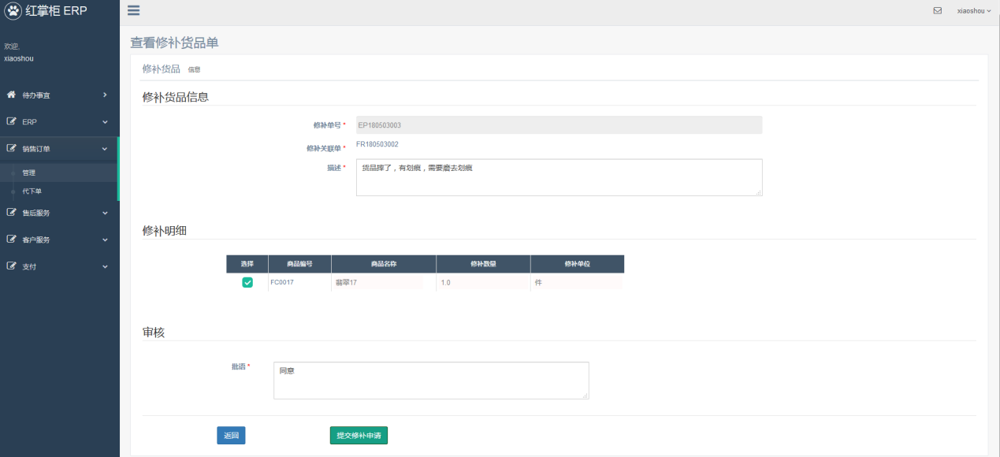 红掌柜 ERP
xiaoshou
欢迎,
xiaoshou
待办事宜
ERP
销售订单
管理
代下单
售后服务
客户服务
支付
查看修补货品单
修补货品 信息
修补货品信息
修补单号 * EP180503003
修补关联单 * FR180503002
描述 * 货品摔了，有划痕，需要磨去划痕
修补明细
选择 商品编号 商品名称 修补数量 修补单位
FC0017 翡翠17 1.0 件
审核
批语 * 同意
返回 提交修补申请